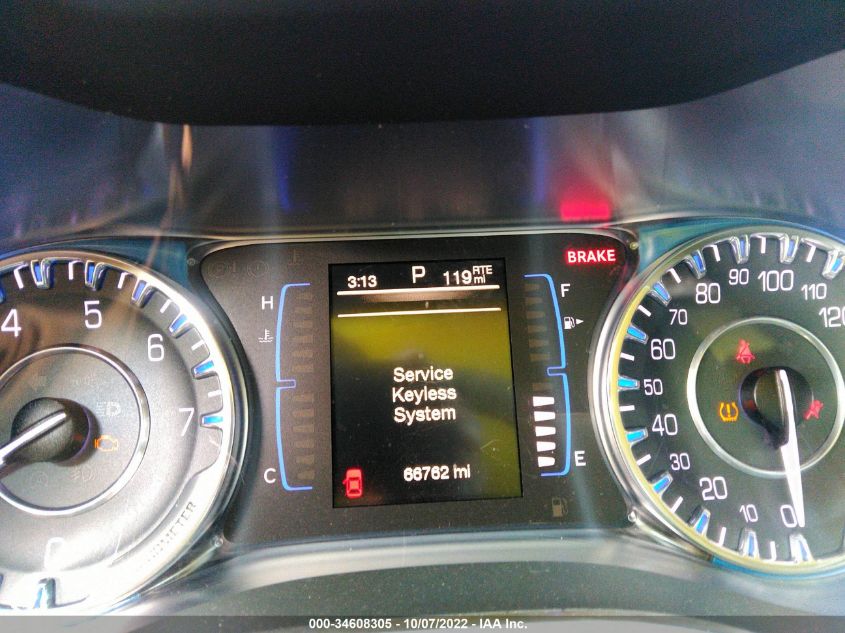 BRAKE
3:13 P 119 RTE mi
H F
Service
Keyless
System
C E
66762 mi
4 5 6 7
0
0 10 20 30 40 50 60 70 80 90 100 110 120
000-34608305 - 10/07/2022 - IAA Inc.